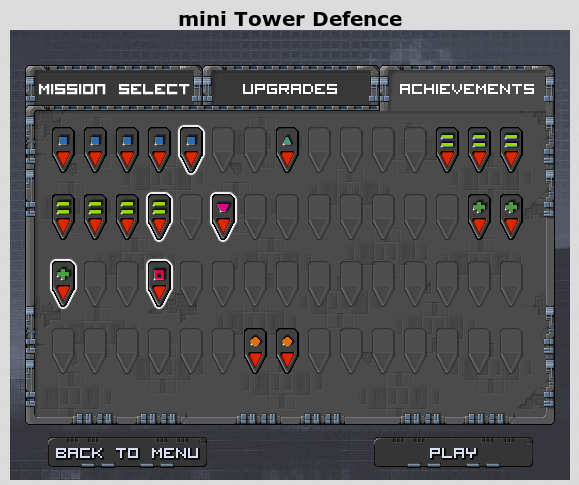 mini Tower Defence
MISSION SELECT
UPGRADES
ACHIEVEMENTS
BACK TO MENU
PLAY